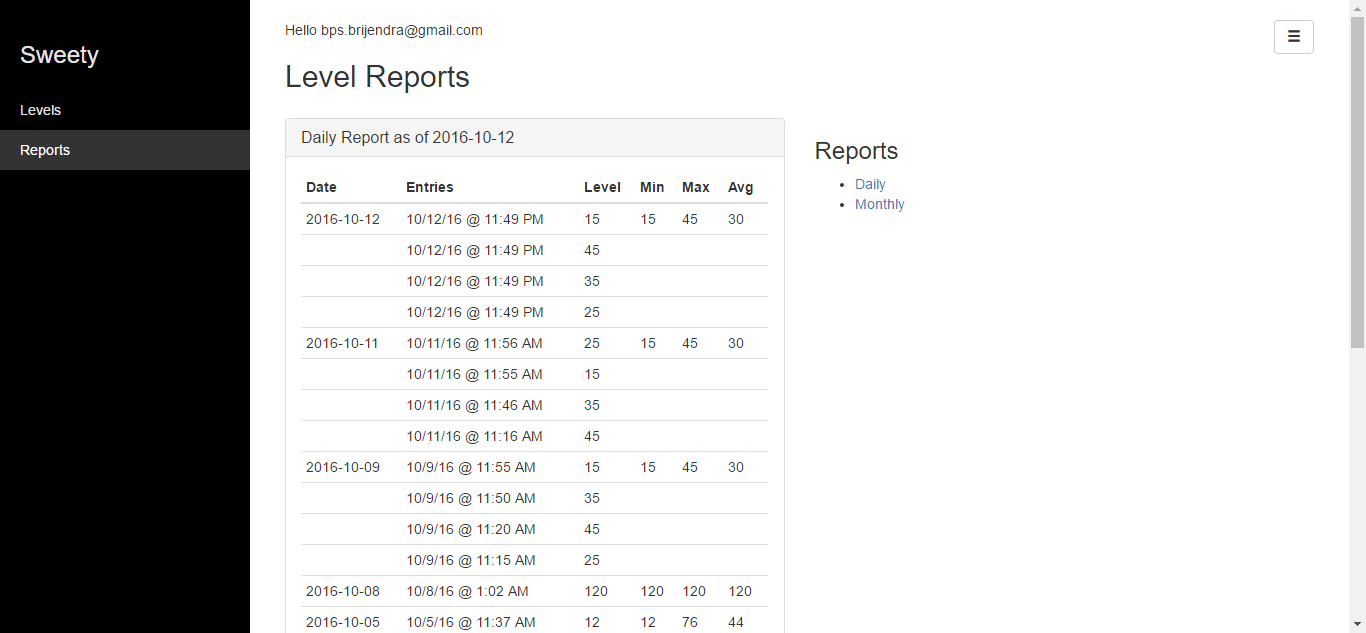 Sweety
Levels
Reports
Hello bps.brijendra@gmail.com
Level Reports
Daily Report as of 2016-10-12
Date Entries Level Min Max Avg
2016-10-12 10/12/16 @ 11:49 PM 15 15 45 30
10/12/16 @ 11:49 PM 45
10/12/16 @ 11:49 PM 35
10/12/16 @ 11:49 PM 25
2016-10-11 10/11/16 @ 11:56 AM 25 15 45 30
10/11/16 @ 11:55 AM 15
10/11/16 @ 11:46 AM 35
10/11/16 @ 11:16 AM 45
2016-10-09 10/9/16 @ 11:55 AM 15 15 45 30
10/9/16 @ 11:50 AM 35
10/9/16 @ 11:20 AM 45
10/9/16 @ 11:15 AM 25
2016-10-08 10/8/16 @ 1:02 AM 120 120 120 120
2016-10-05 10/5/16 @ 11:37 AM 12 12 76 44
Reports
Daily
Monthly